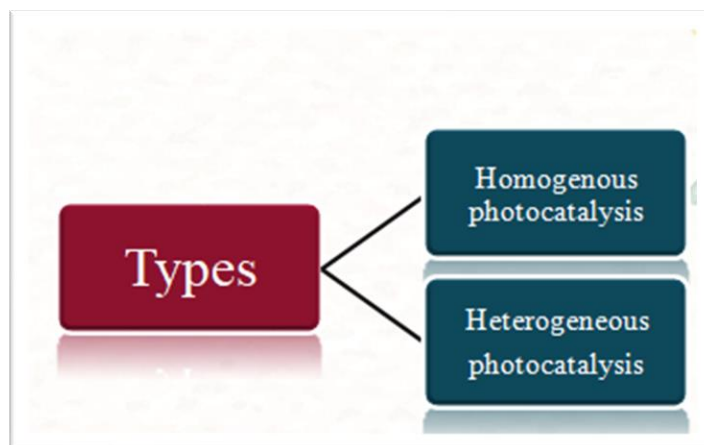 Types
Homogenous
photocatalysis
Heterogeneous
photocatalysis